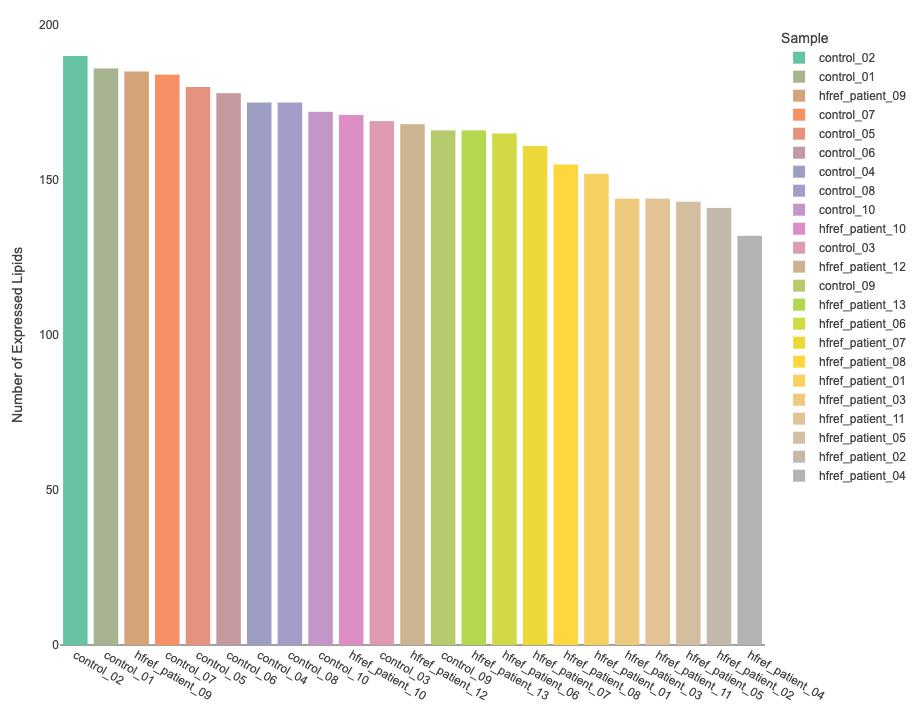 200
150
100
50
0
Number of Expressed Lipids
control_02
control_01
hfref_patient_09
control_07
control_05
control_06
control_04
control_08
control_10
hfref_patient_10
control_03
hfref_patient_12
control_09
hfref_patient_13
hfref_patient_06
hfref_patient_07
hfref_patient_08
hfref_patient_01
hfref_patient_03
hfref_patient_11
hfref_patient_05
hfref_patient_02
hfref_patient_04
Sample
control_02
control_01
hfref_patient_09
control_07
control_05
control_06
control_04
control_08
control_10
hfref_patient_10
control_03
hfref_patient_12
control_09
hfref_patient_13
hfref_patient_06
hfref_patient_07
hfref_patient_08
hfref_patient_01
hfref_patient_03
hfref_patient_11
hfref_patient_05
hfref_patient_02
hfref_patient_04